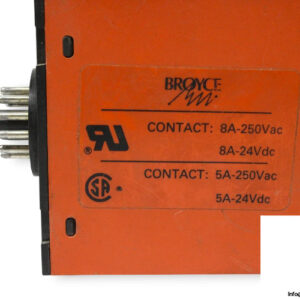 BROYCE
CONTACT: 8A-250Vac
8A-24Vdc
CONTACT: 5A-250Vac
5A-24Vdc